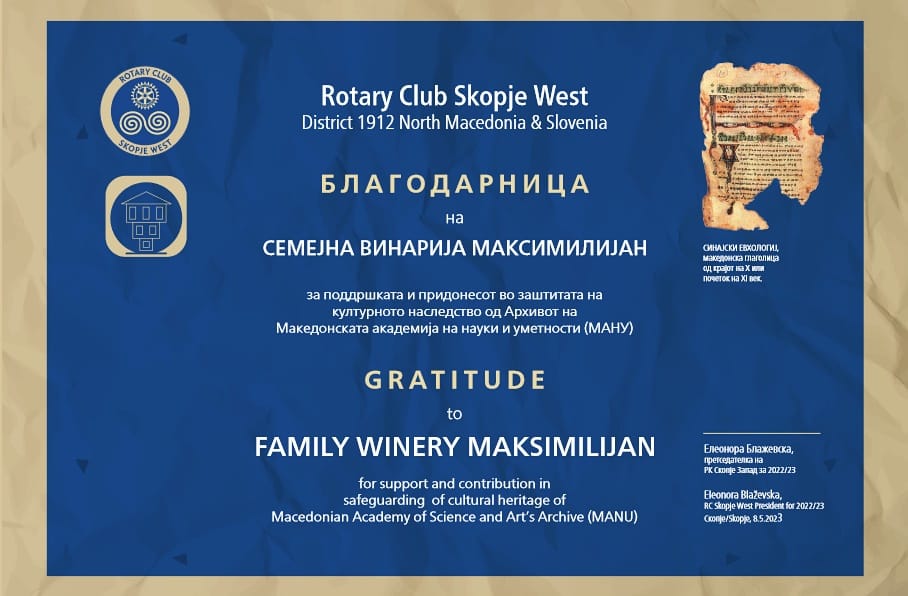 ROTARY CLUB
SKOPJE WEST
Rotary Club Skopje West
District 1912 North Macedonia & Slovenia
БЛАГОДАРНИЦА
на
СЕМЕЈНА ВИНАРИЈА МАКСИМИЛИЈАН
за поддршката и придонесот во заштитата на
културното наследство од Архивот на
Македонската академија на науки и уметности (МАНУ)
GRATITUDE
to
FAMILY WINERY MAKSIMILIJAN
for support and contribution in
safeguarding of cultural heritage of
Macedonian Academy of Science and Art's Archive (MANU)
СИНАЈСКИ ЕВХОЛОГИЈ,
македонска глаголица
од крајот на X или
почеток на XI век.
Елеонора Блажевска,
претседателка на
РК Скопје Запад за 2022/23
Eleonora Blaževska,
RC Skopje West President for 2022/23
Скопје/Skopje, 8.5.2023